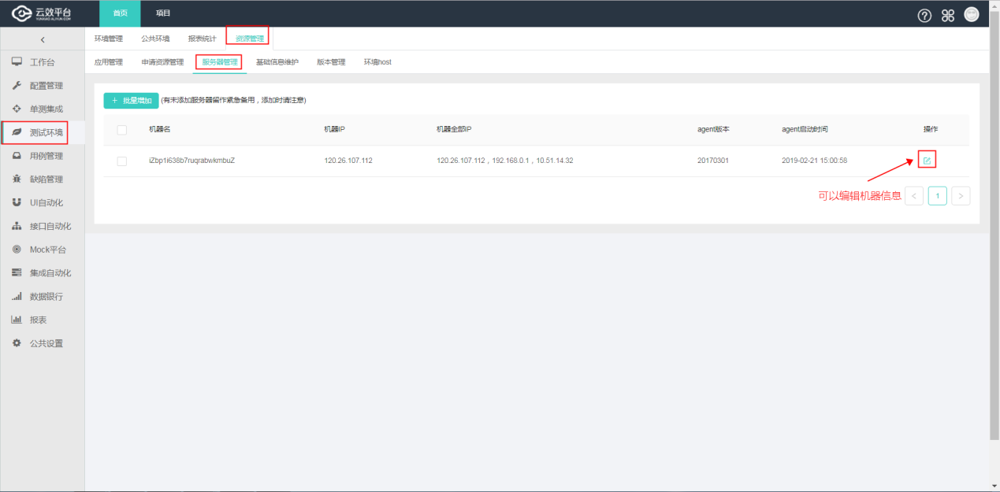 云效平台
YUNXIAO.ALIYUN.COM
首页
项目
环境管理
公共环境
报表统计
资源管理
应用管理
申请资源管理
服务器管理
基础信息维护
版本管理
环境host
工作台
配置管理
单测集成
测试环境
用例管理
缺陷管理
UI自动化
接口自动化
Mock平台
集成自动化
数据银行
报表
公共设置
+ 批量增加 (有未添加服务器留作紧急备用，添加时请注意)
机器名 机器IP 机器全部IP agent版本 agent启动时间 操作
iZbp1i638b7ruqrabwkmbuZ 120.26.107.112 120.26.107.112，192.168.0.1，10.51.14.32 20170301 2019-02-21 15:00:58
可以编辑机器信息 < 1 >